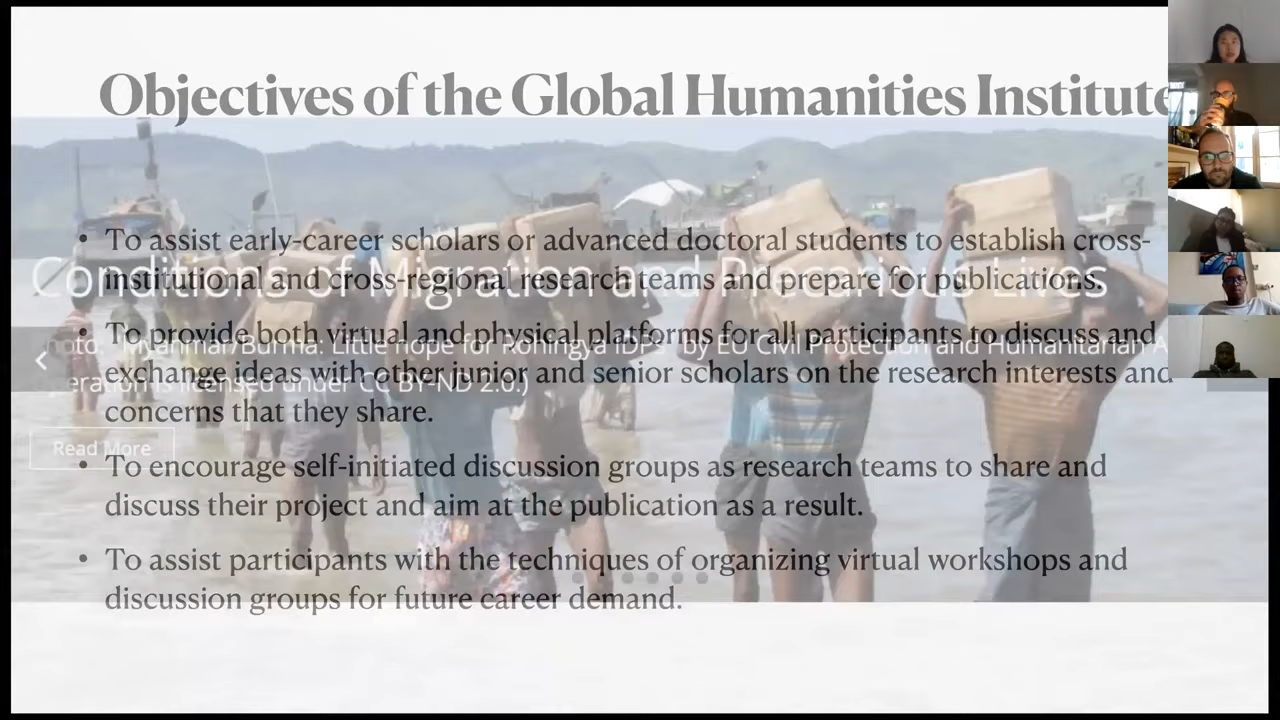 Objectives of the Global Humanities Institute
• To assist early-career scholars or advanced doctoral students to establish cross-
institutional and cross-regional research teams and prepare for publications.
Conditions of Migration and Precarious Lives
• To provide both virtual and physical platforms for all participants to discuss and
Myanmar/Burma: Little hope for Rohingya IDPs" by EU Civil Protection and Humanitarian
exchange ideas with other junior and senior scholars on the research interests and
is licensed under CC BY-ND 2.0.)
concerns that they share.
Read More
• To encourage self-initiated discussion groups as research teams to share and
discuss their project and aim at the publication as a result.
• To assist participants with the techniques of organizing virtual workshops and
discussion groups for future career demand.